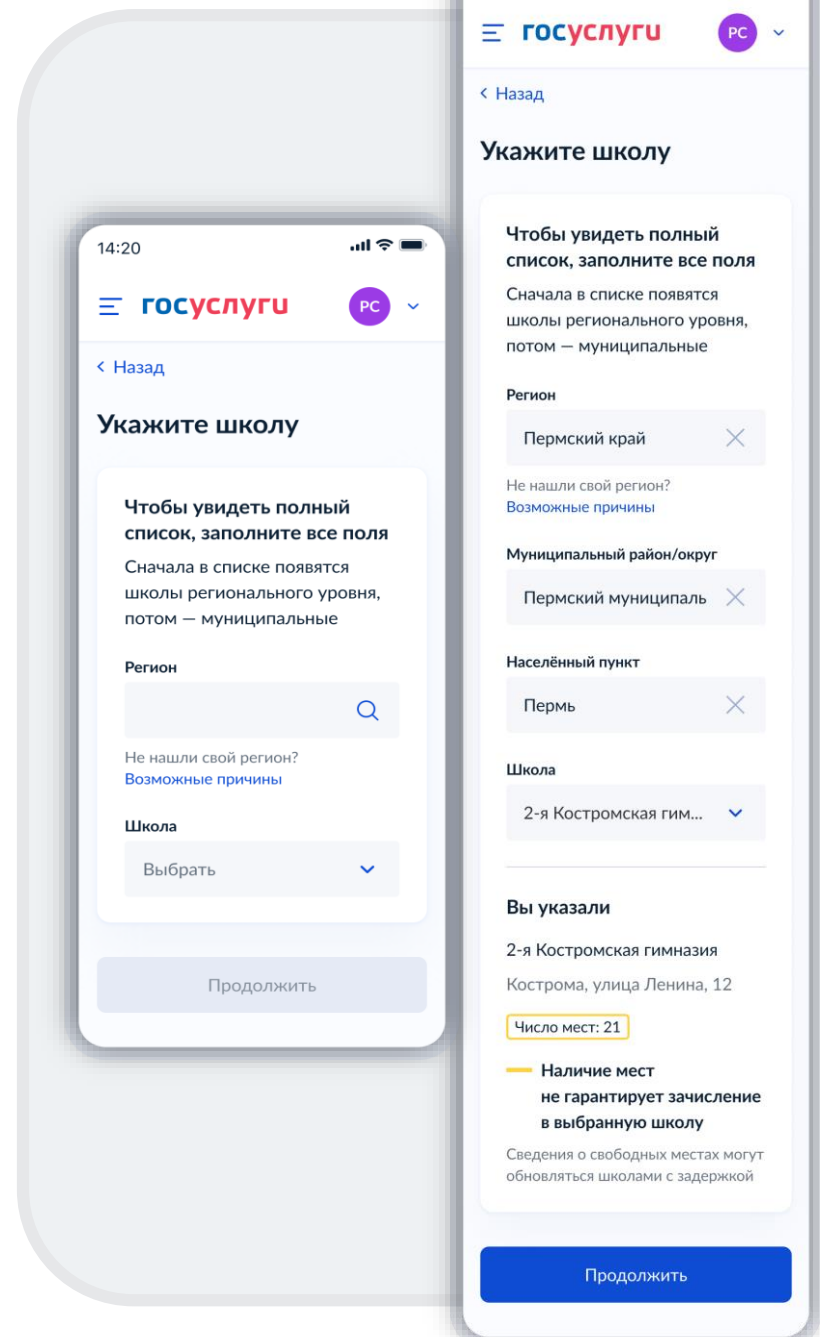 14:20
госуслуги
РС
Назад
Укажите школу
Чтобы увидеть полный
список, заполните все поля
Сначала в списке появятся
школы регионального уровня,
потом — муниципальные
Регион
Не нашли свой регион?
Возможные причины
Школа
Выбрать
Продолжить
госуслуги
РС
Назад
Укажите школу
Чтобы увидеть полный
список, заполните все поля
Сначала в списке появятся
школы регионального уровня,
потом — муниципальные
Регион
Пермский край
Не нашли свой регион?
Возможные причины
Муниципальный район/округ
Пермский муниципаль
Населённый пункт
Пермь
Школа
2-я Костромская гим...
Вы указали
2-я Костромская гимназия
Кострома, улица Ленина, 12
Число мест: 21
Наличие мест
не гарантирует зачисление
в выбранную школу
Сведения о свободных местах могут
обновляться школами с задержкой
Продолжить